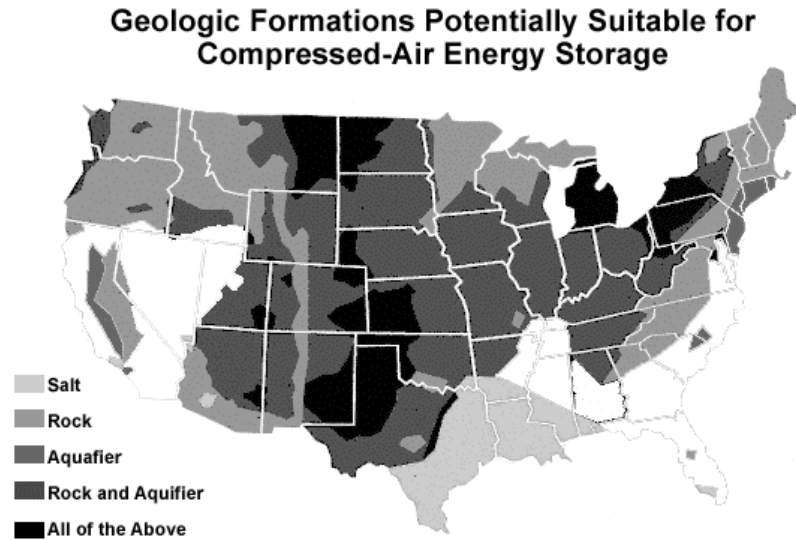 Geologic Formations Potentially Suitable for
Compressed-Air Energy Storage
Salt
Rock
Aquafier
Rock and Aquifier
All of the Above